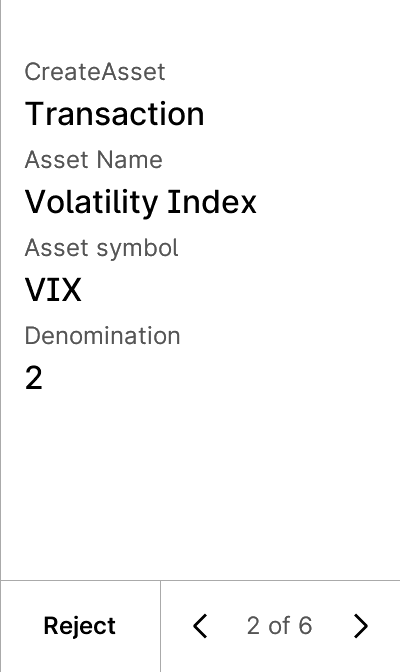 CreateAsset
Transaction
Asset Name
Volatility Index
Asset symbol
VIX
Denomination
2
Reject
2 of 6